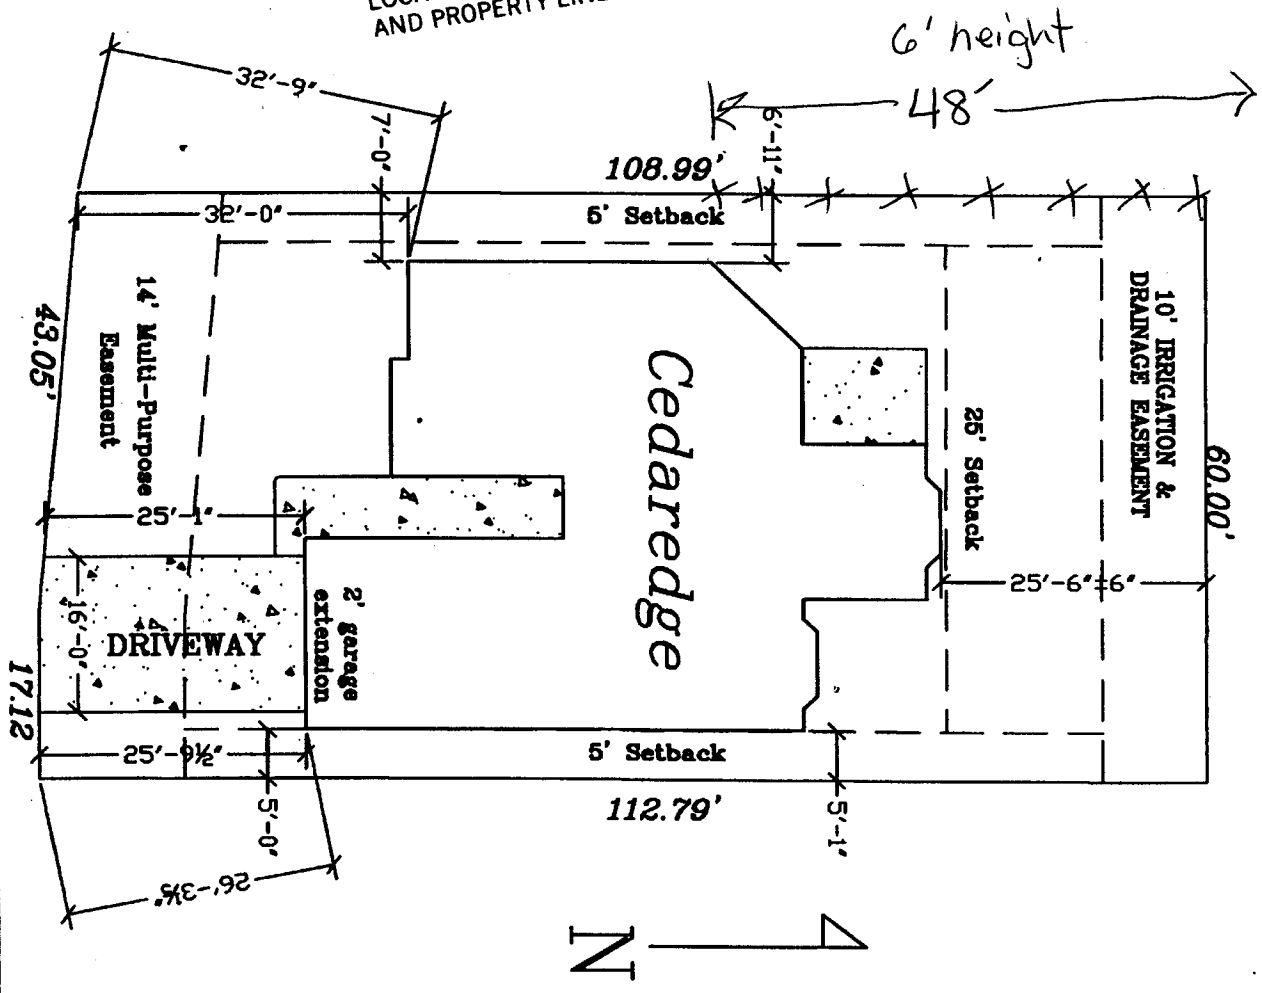 AND PROPERTY LINE
6' height
48'
32'-9"
7'-0"
6'-11"
108.99'
32'-0"
5' Setback
14' Multi-Purpose
Easement
43.05'
Cedaredge
25' Setback
10' IRRIGATION &
DRAINAGE EASEMENT
60.00'
25'-1"
25'-6"±6"
16'-0"
DRIVEWAY
2' garage
extension
17.12
25'-9½"
5' Setback
5'-0"
112.79'
5'-1"
26'-3½"
N